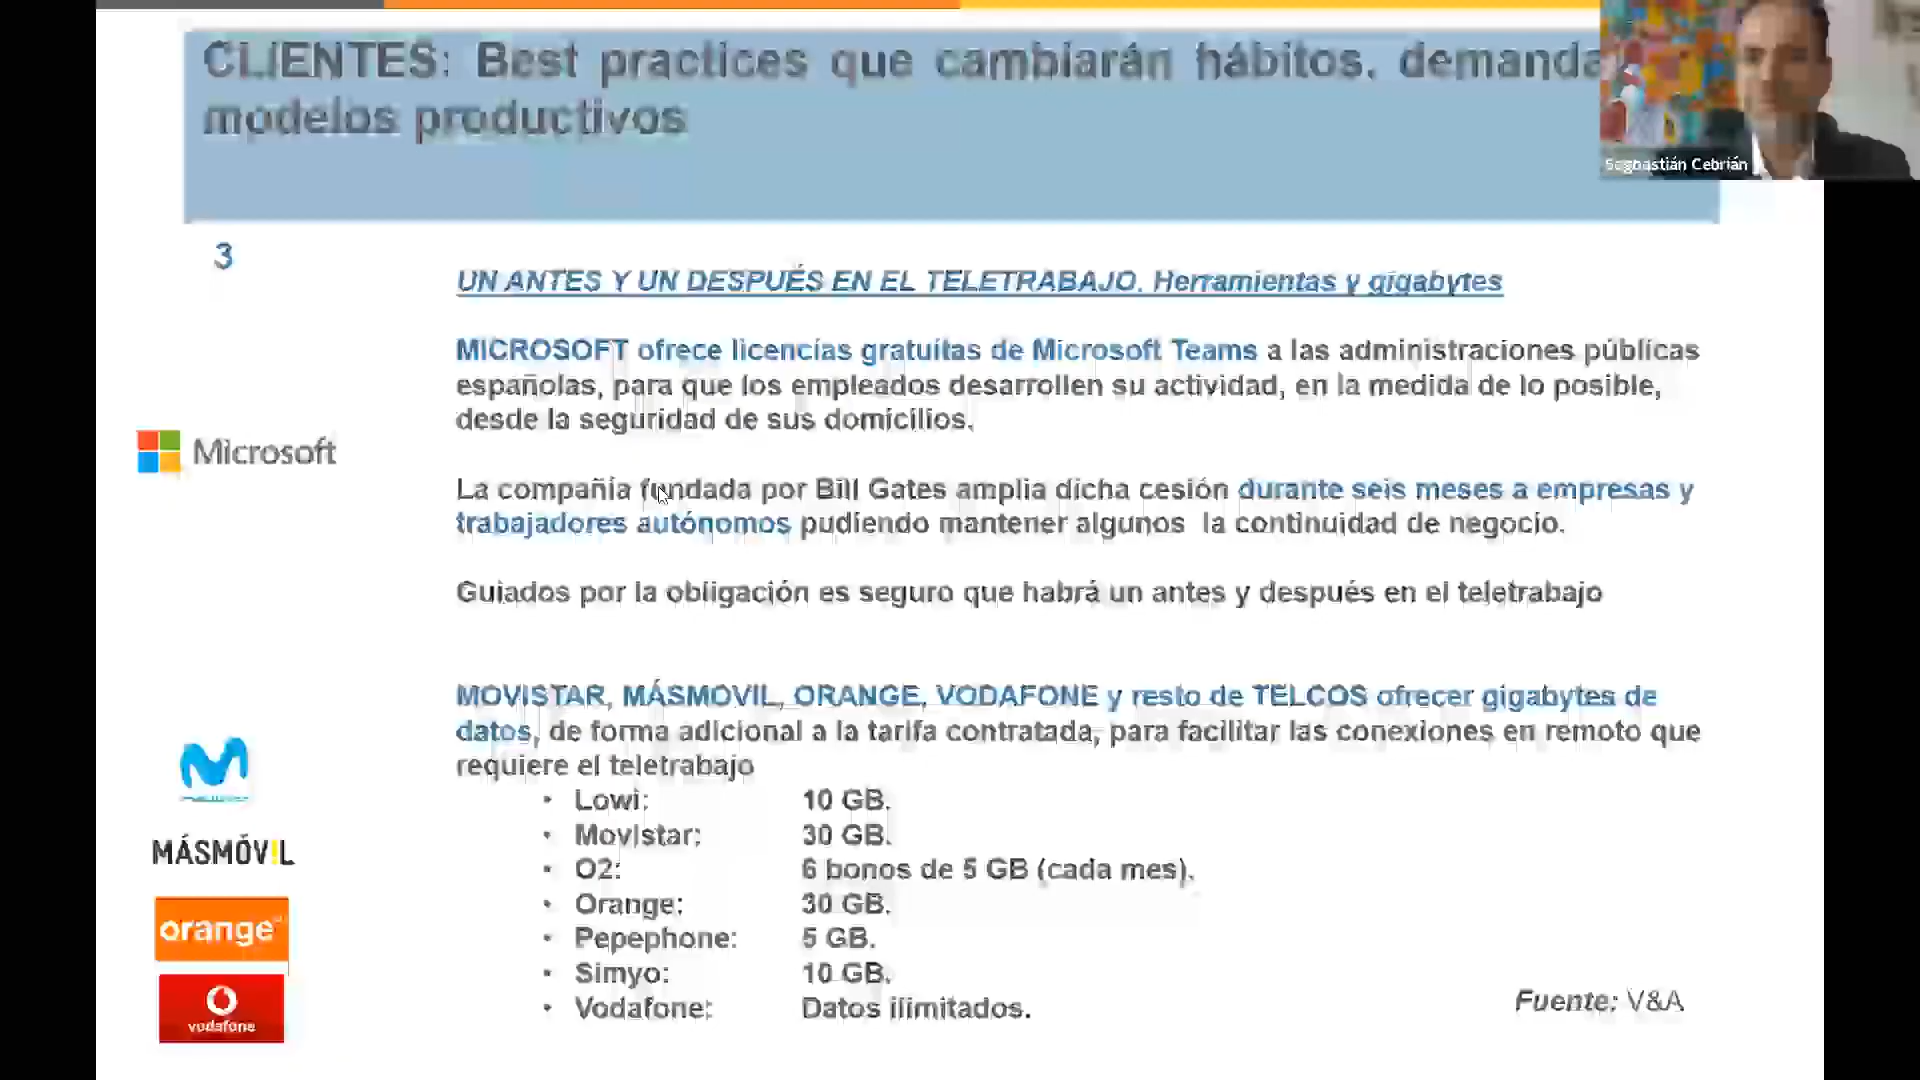 CLIENTES: Best practices que cambiarán hábitos, demanda
modelos productivos
Cebrián
3
UN ANTES Y UN DESPUÉS EN EL TELETRABAJO. Herramientas y gigabytes
MICROSOFT ofrece licencias gratuitas de Microsoft Teams a las administraciones públicas
españolas, para que los empleados desarrollen su actividad, en la medida de lo posible,
desde la seguridad de sus domicilios.
Microsoft
La compañía fundada por Bill Gates amplia dicha cesión durante seis meses a empresas y
trabajadores autónomos pudiendo mantener algunos la continuidad de negocio.
Guiados por la obligación es seguro que habrá un antes y después en el teletrabajo
MOVISTAR, MÁSMOVIL, ORANGE, VODAFONE y resto de TELCOS ofrecer gigabytes de
datos, de forma adicional a la tarifa contratada, para facilitar las conexiones en remoto que
requiere el teletrabajo
• Lowi: 10 GB.
• Movistar: 30 GB.
MÁSMÓVIL
• O2: 6 bonos de 5 GB (cada mes).
• Orange: 30 GB.
orange
• Pepephone: 5 GB.
• Simyo: 10 GB.
• Vodafone: Datos ilimitados.
vodafone
Fuente: V&A